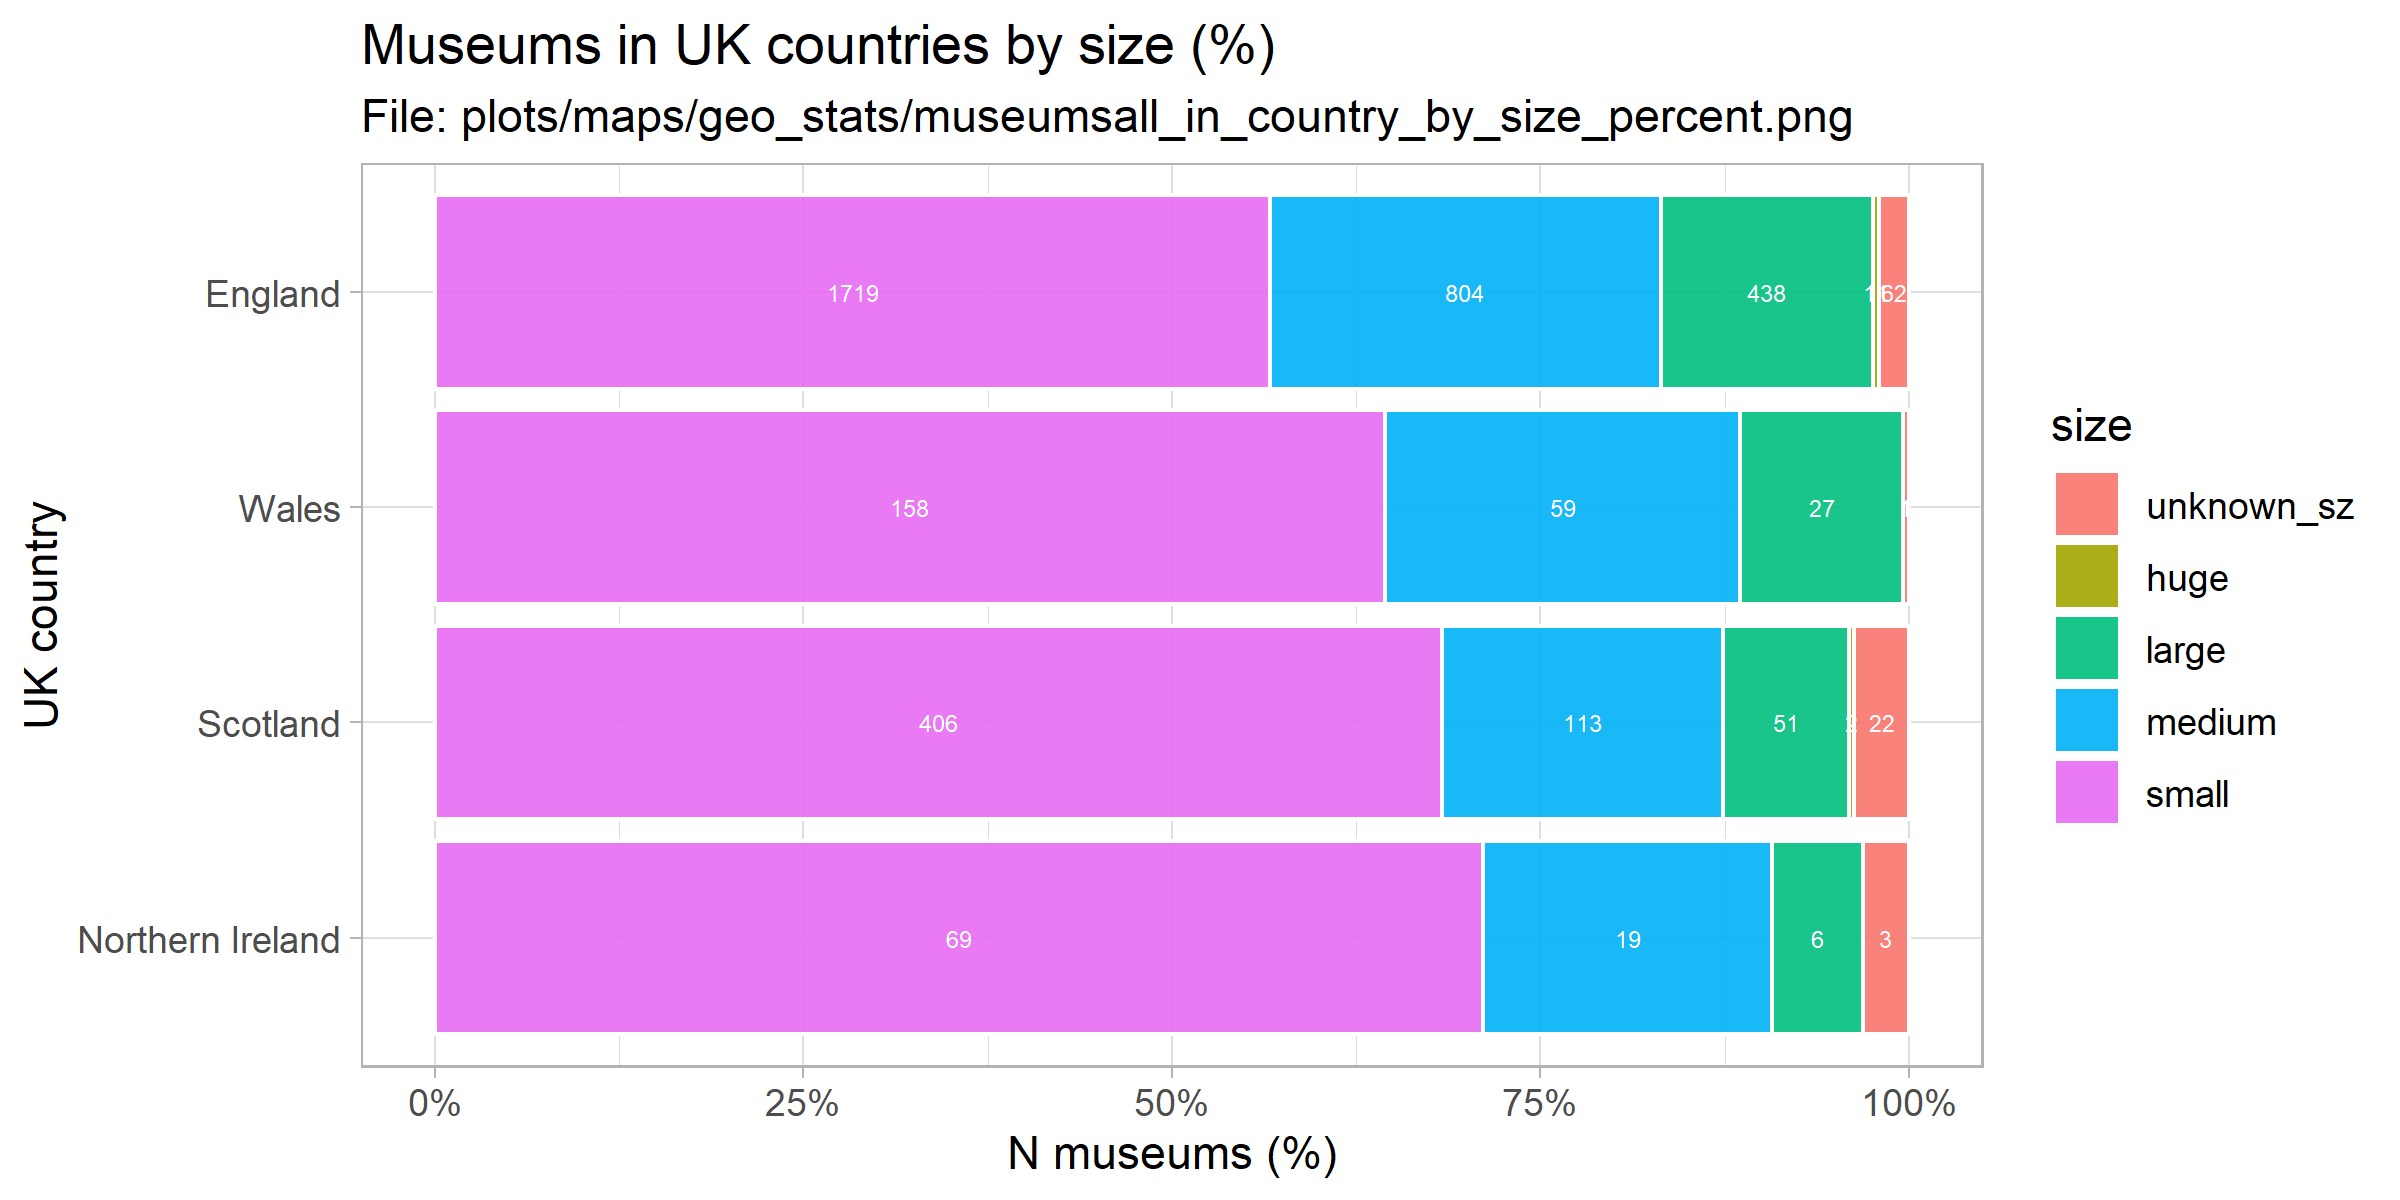 Museums in UK countries by size (%)
File: plots/maps/geo_stats/museumsall_in_country_by_size_percent.png
England
1719
804
438
62
Wales
158
59
27
Scotland
406
113
51
2
22
Northern Ireland
69
19
6
3
0%
25%
50%
75%
100%
N museums (%)
UK country
size
unknown_sz
huge
large
medium
small